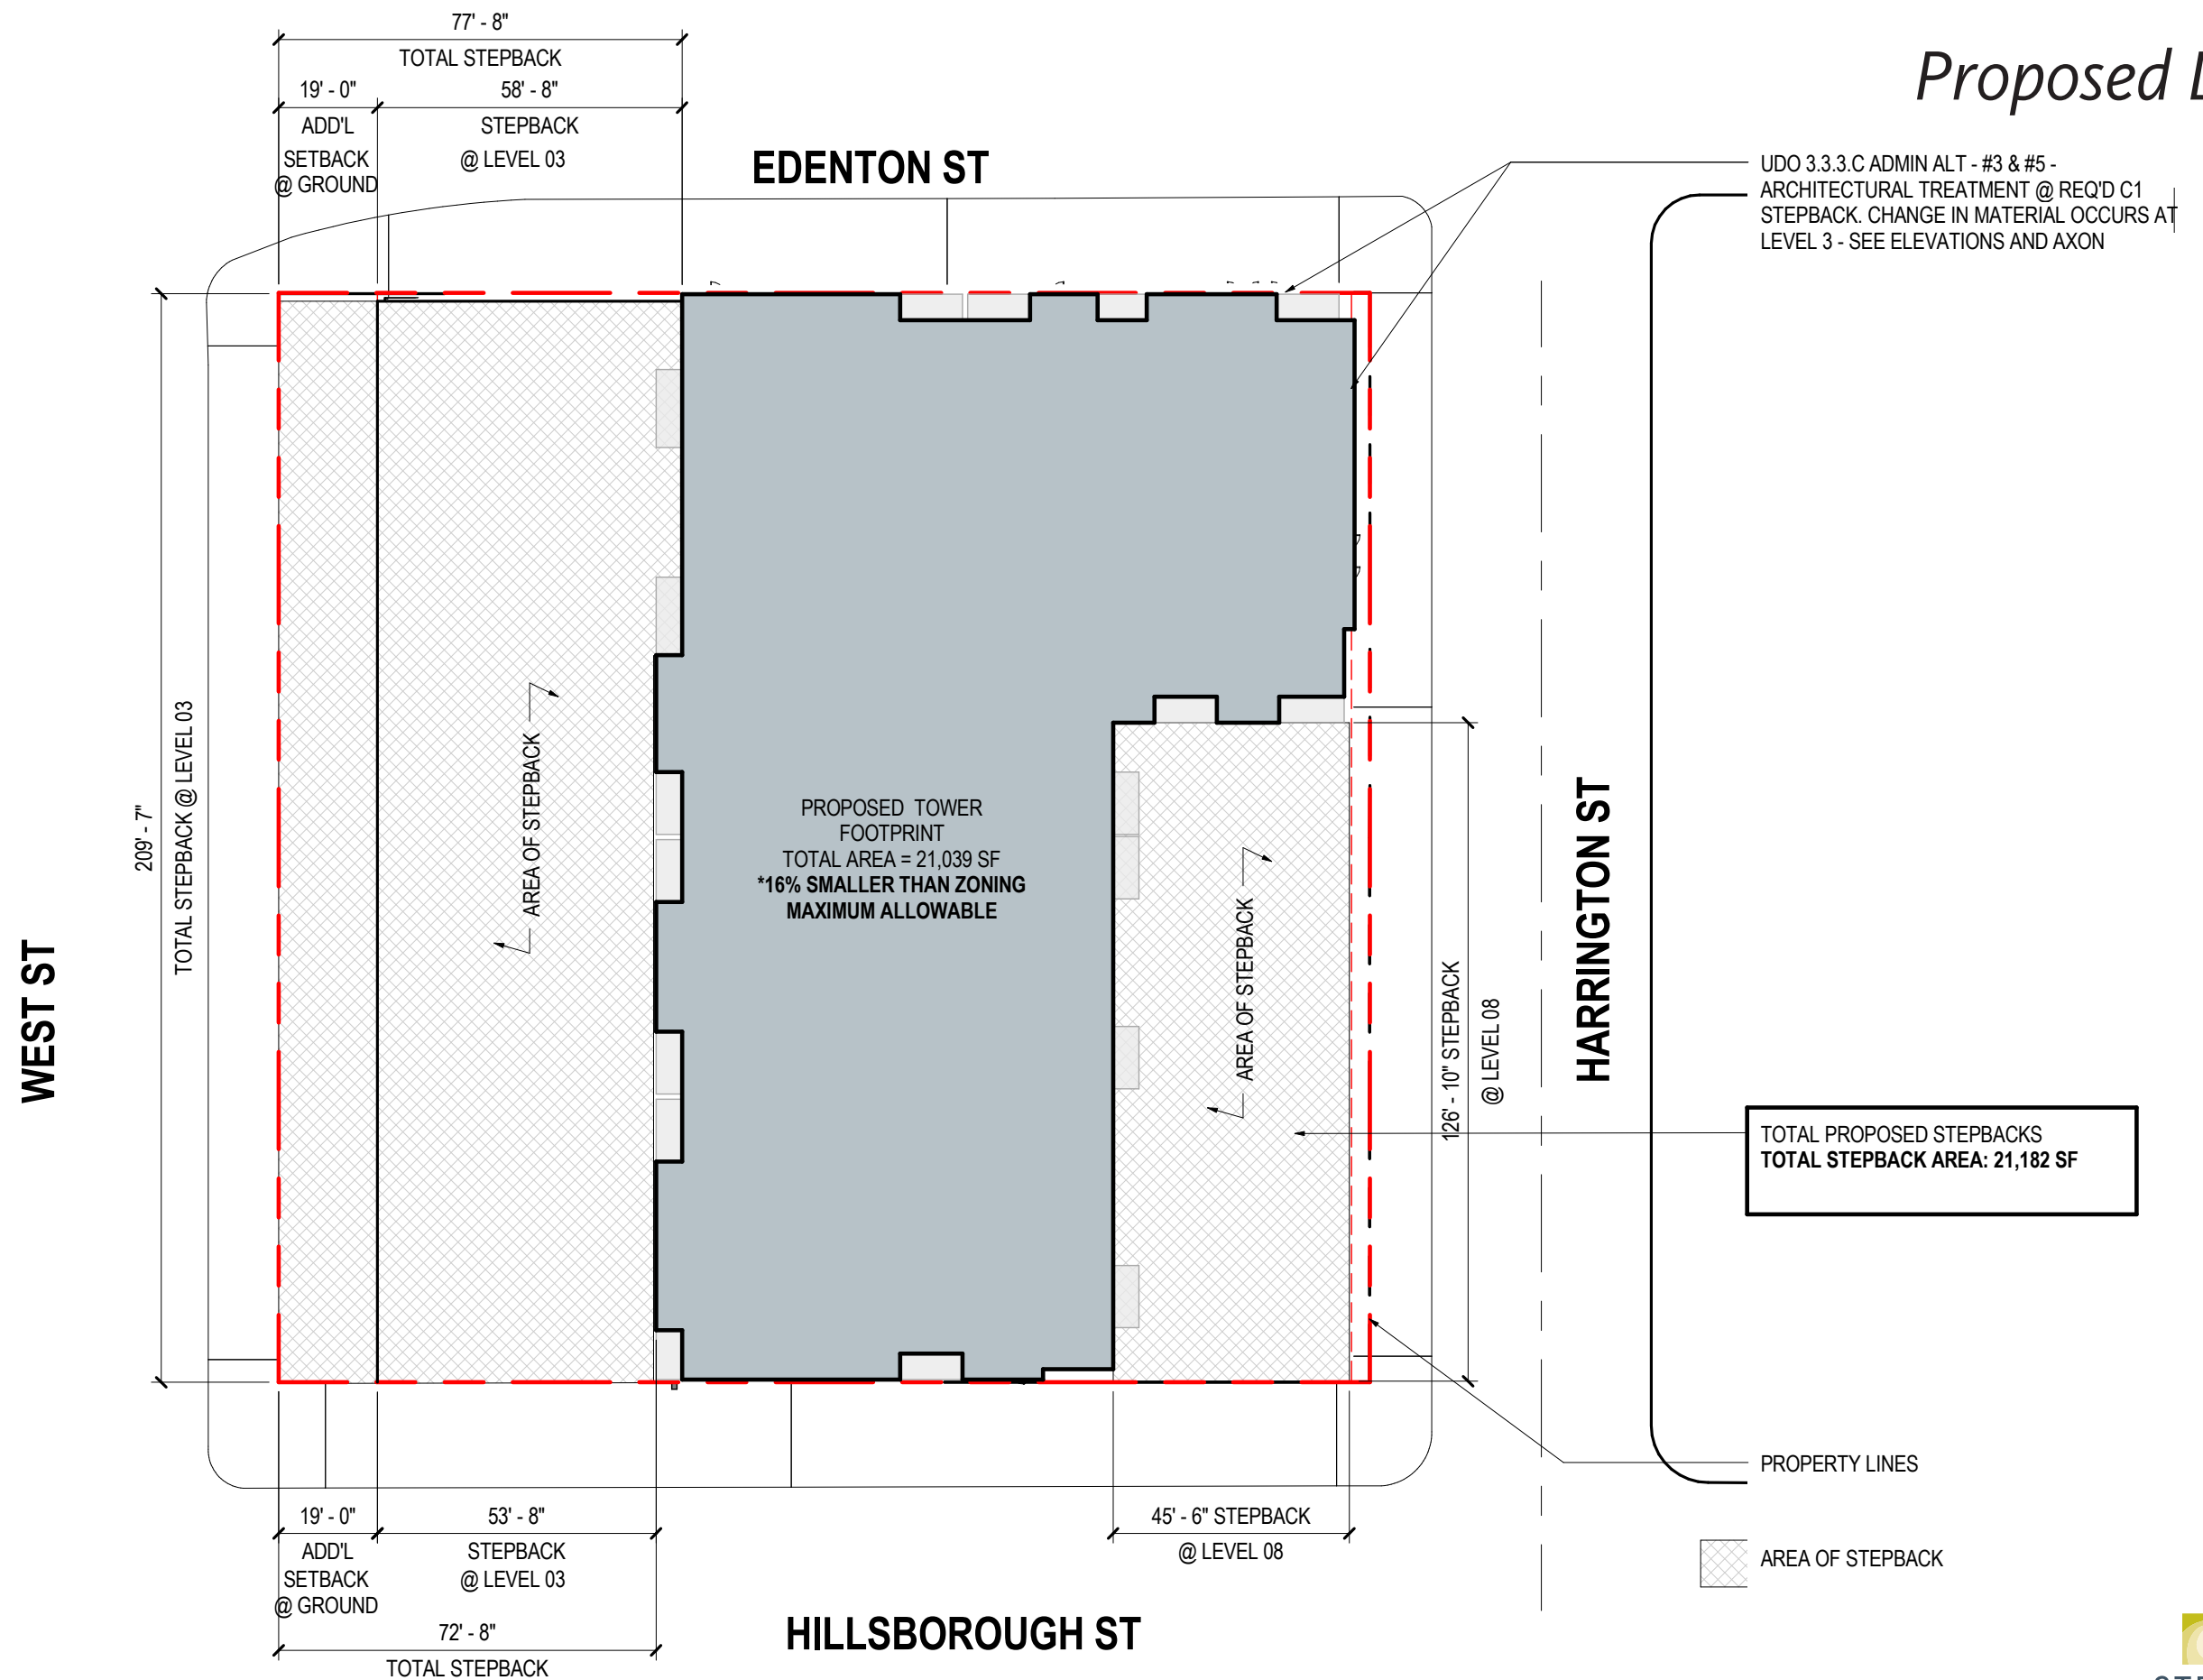 77' - 8"
TOTAL STEPBACK
19' - 0"
58' - 8"
ADD'L
SETBACK
@ GROUND
STEPBACK
@ LEVEL 03
EDENTON ST
Proposed
UDO 3.3.3.C ADMIN ALT - #3 & #5 -
ARCHITECTURAL TREATMENT @ REQ'D C1
STEPBACK. CHANGE IN MATERIAL OCCURS AT
LEVEL 3 - SEE ELEVATIONS AND AXON
WEST ST
209' - 7"
TOTAL STEPBACK @ LEVEL 03
AREA OF STEPBACK
PROPOSED TOWER
FOOTPRINT
TOTAL AREA = 21,039 SF
*16% SMALLER THAN ZONING
MAXIMUM ALLOWABLE
AREA OF STEPBACK
126' - 10" STEPBACK
@ LEVEL 08
HARRINGTON ST
TOTAL PROPOSED STEPBACKS
TOTAL STEPBACK AREA: 21,182 SF
PROPERTY LINES
AREA OF STEPBACK
19' - 0"
53' - 8"
ADD'L
SETBACK
@ GROUND
STEPBACK
@ LEVEL 03
72' - 8"
TOTAL STEPBACK
45' - 6" STEPBACK
@ LEVEL 08
HILLSBOROUGH ST